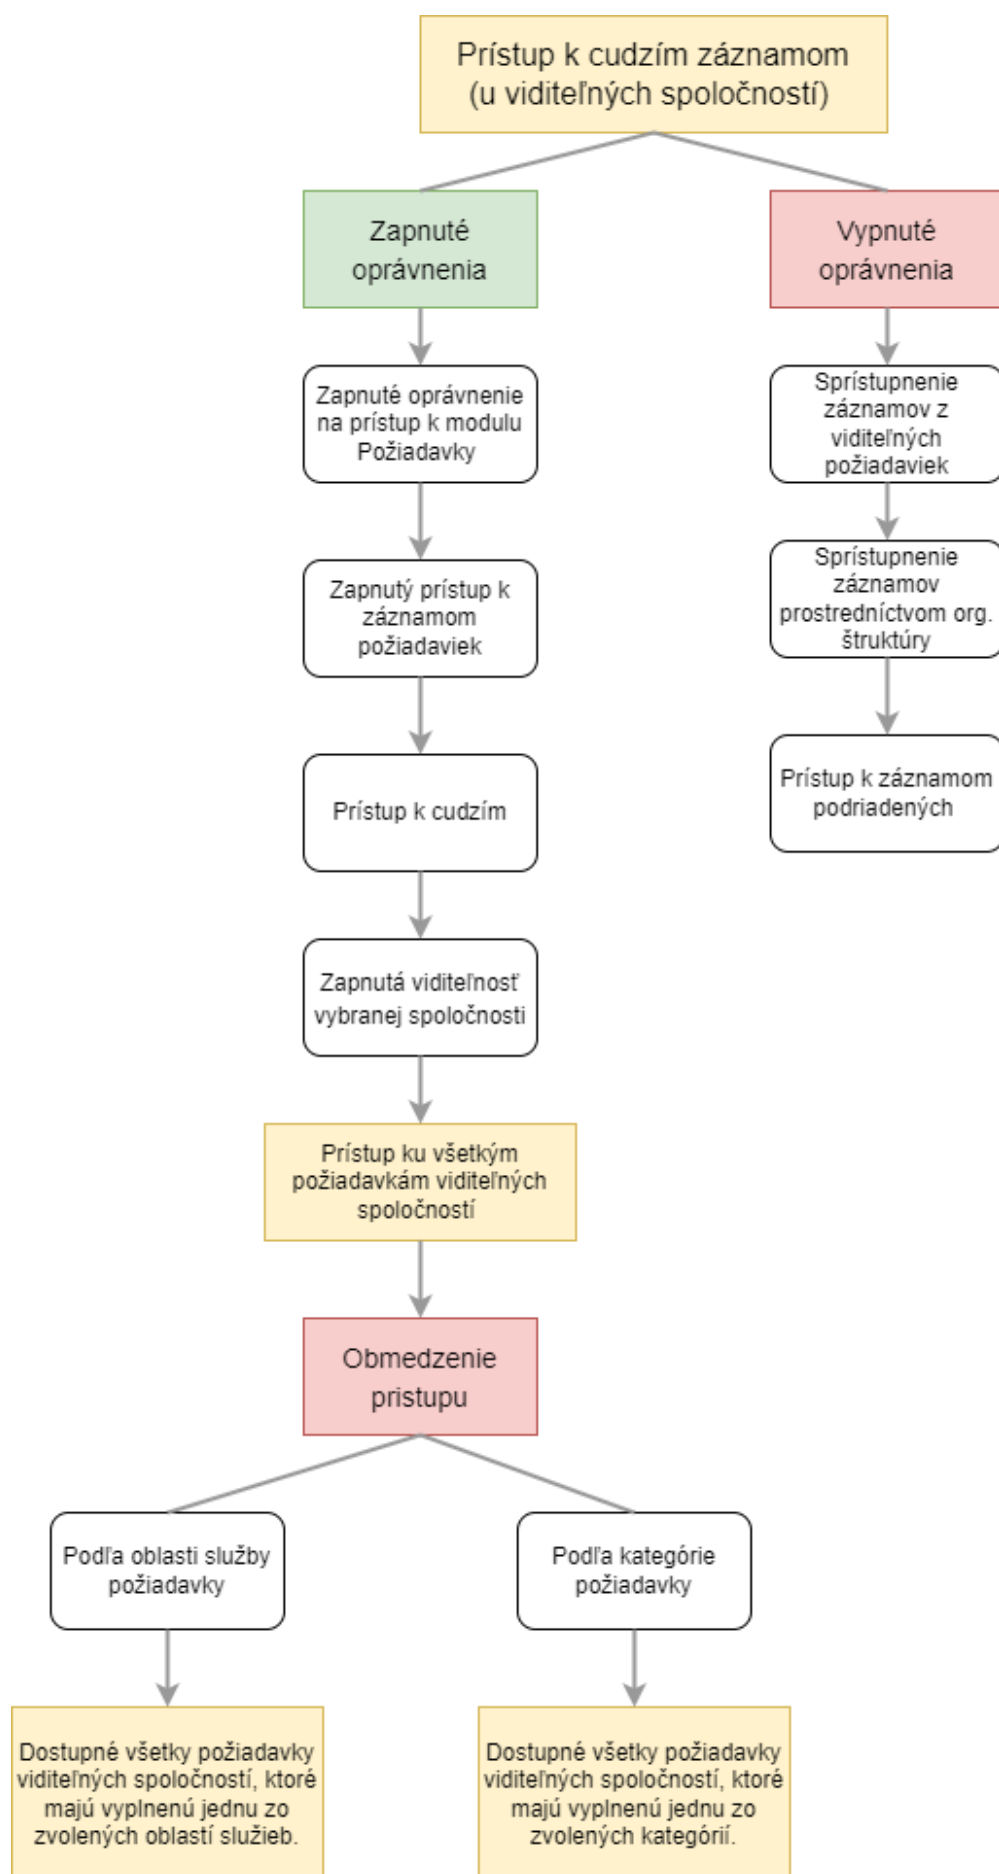 Prístup k cudzím záznamom
(u viditeľných spoločností)
Zapnuté
oprávnenia
Vypnuté
oprávnenia
Zapnuté oprávnenie
na prístup k modulu
Požiadavky
Sprístupnenie
záznamov z
viditeľných
požiadaviek
Zapnutý prístup k
záznamom
požiadaviek
Sprístupnenie
záznamov
prostredníctvom org.
štruktúry
Prístup k cudzím
Prístup k záznamom
podriadených
Zapnutá viditeľnosť
vybranej spoločnosti
Prístup ku všetkým
požiadavkám viditeľných
spoločností
Obmedzenie
pristupu
Podľa oblasti služby
požiadavky
Podľa kategórie
požiadavky
Dostupné všetky požiadavky
viditeľných spoločností, ktoré
majú vyplnenú jednu zo
zvolených oblastí služieb.
Dostupné všetky požiadavky
viditeľných spoločností, ktoré
majú vyplnenú jednu zo
zvolených kategórií.